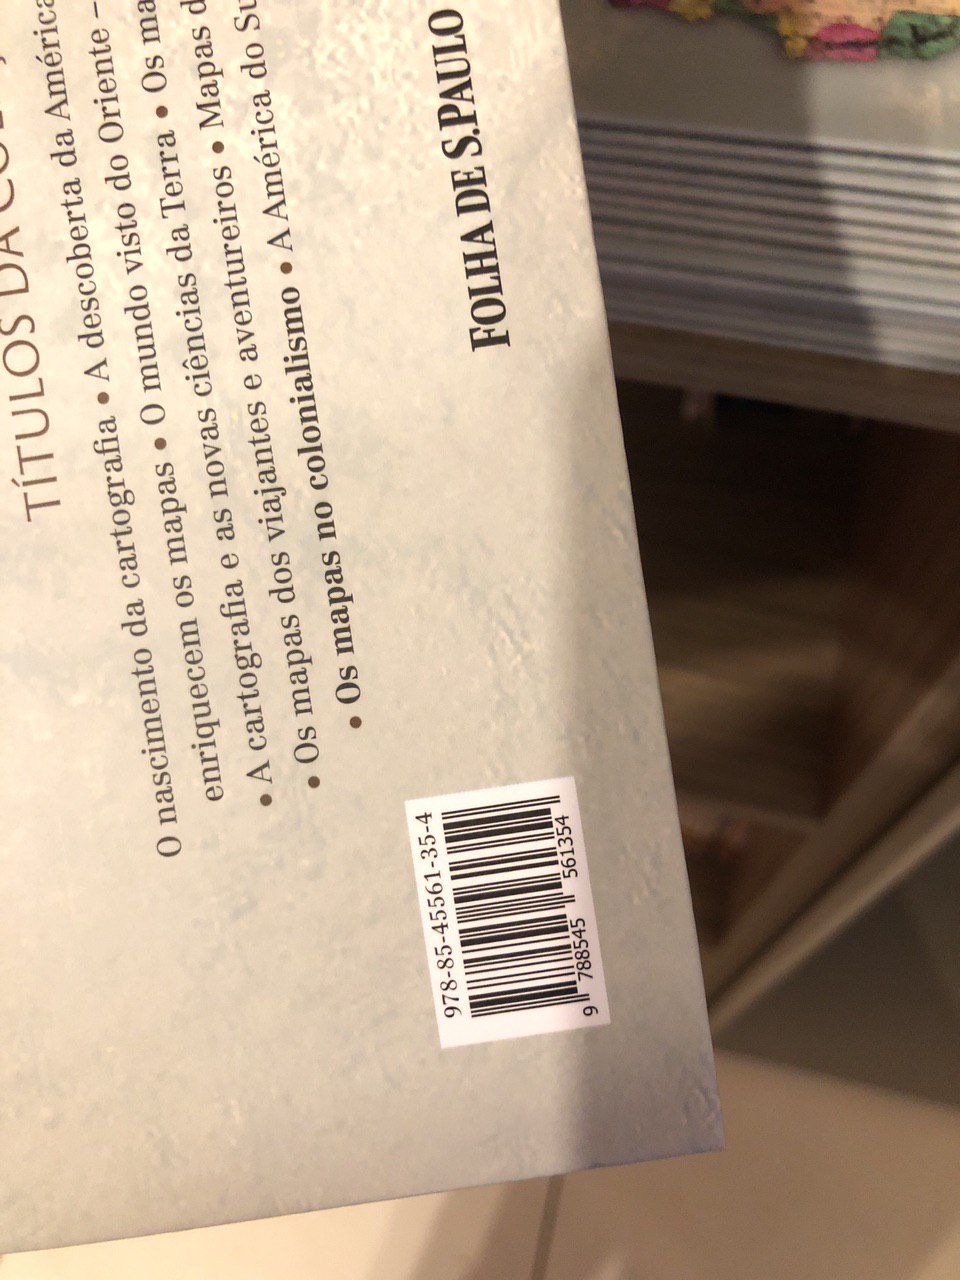 TÍTULOS DA
O nascimento da cartografia • A descoberta da América
enriquecem os mapas • O mundo visto do Oriente –
• A cartografia e as novas ciências da Terra • Os
• Os mapas dos viajantes e aventureiros • Mapas
• Os mapas no colonialismo • A América do
FOLHA DE S.PAULO
978-85-45561-35-4
9 788545 561354